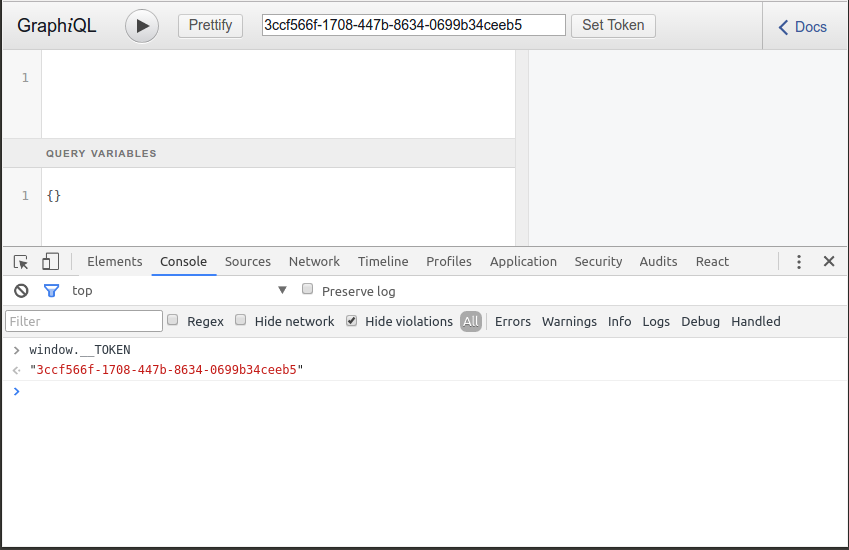 GraphiQL Prettify 3ccf566f-1708-447b-8634-0699b34ceeb5 Set Token Docs
1
QUERY VARIABLES
1 {}
Elements Console Sources Network Timeline Profiles Application Security Audits React
top Preserve log
Filter Regex Hide network Hide violations All Errors Warnings Info Logs Debug Handled
window.__TOKEN
"3ccf566f-1708-447b-8634-0699b34ceeb5"